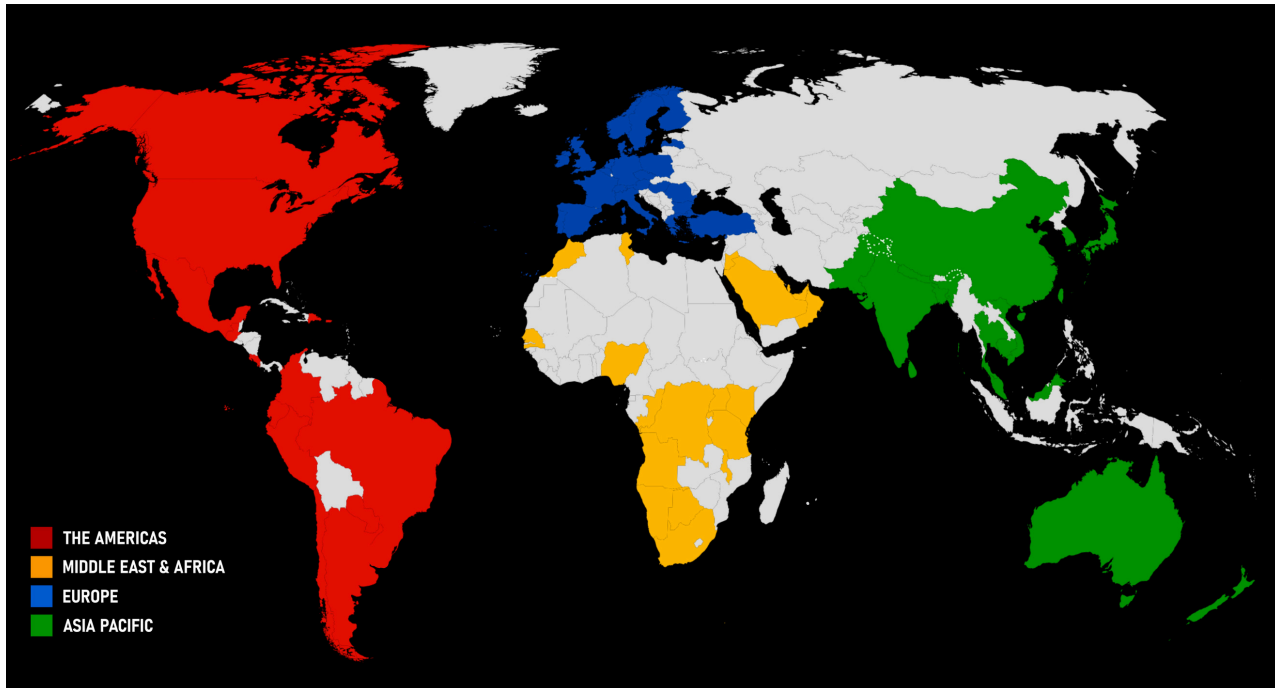 THE AMERICAS
MIDDLE EAST & AFRICA
EUROPE
ASIA PACIFIC